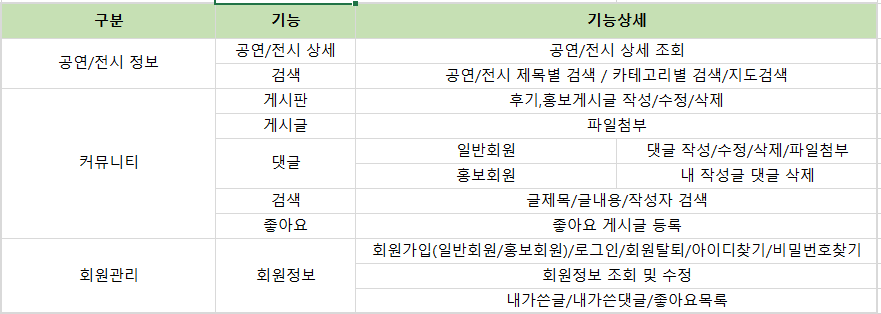 구분 기능 기능상세
공연/전시 정보 공연/전시 상세 공연/전시 상세 조회
검색 공연/전시 제목별 검색 / 카테고리별 검색/지도검색
커뮤니티 게시판 후기,홍보게시글 작성/수정/삭제
게시글 파일첨부
댓글 일반회원 댓글 작성/수정/삭제/파일첨부
홍보회원 내 작성글 댓글 삭제
검색 글제목/글내용/작성자 검색
좋아요 좋아요 게시글 등록
회원관리 회원정보 회원가입(일반회원/홍보회원)/로그인/회원탈퇴/아이디찾기/비밀번호찾기
회원정보 조회 및 수정
내가쓴글/내가쓴댓글/좋아요목록